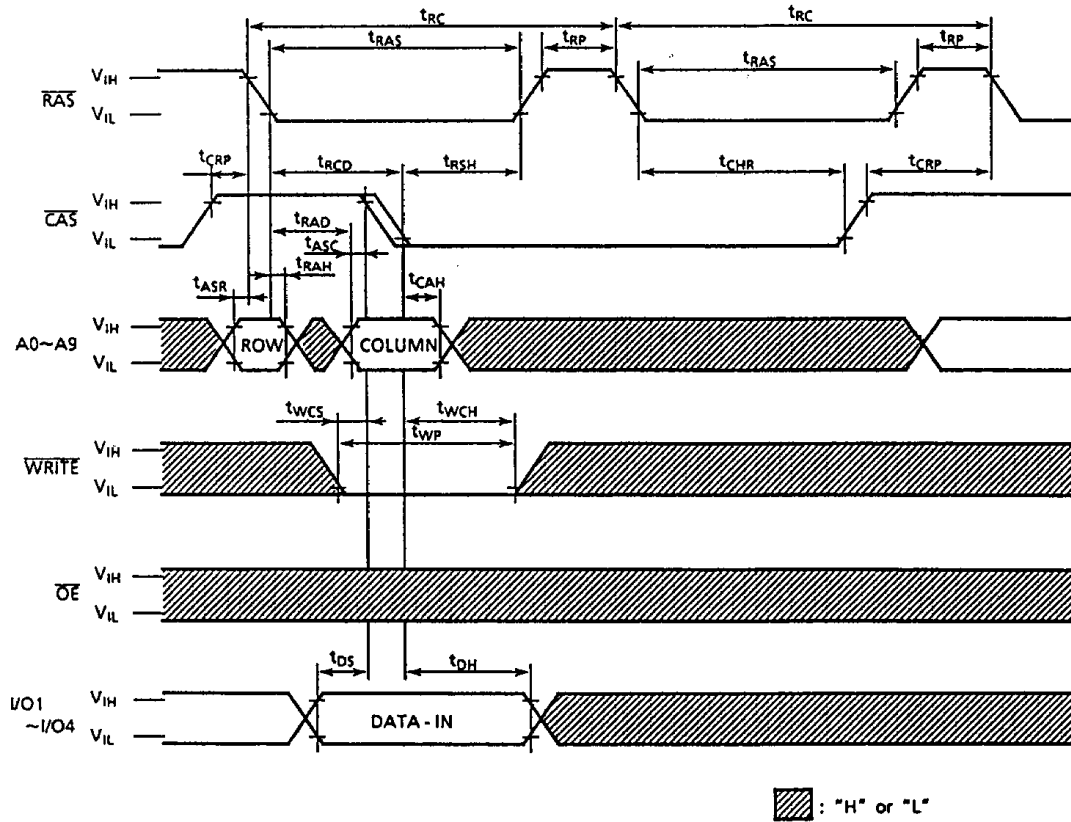 tRC tRC
tRAS tRP tRAS tRP
VIH
RAS
VIL
tCRP tRCD tRSH tCHR tCRP
VIH
CAS
VIL
tRAD
tASC
tRAH
tASR tCAH
VIH
A0~A9 ROW COLUMN
VIL
tWCS tWCH
tWP
VIH
WRITE
VIL
VIH
OE
VIL
tDS tDH
I/O1 VIH
~I/O4 DATA - IN
VIL
: "H" or "L"